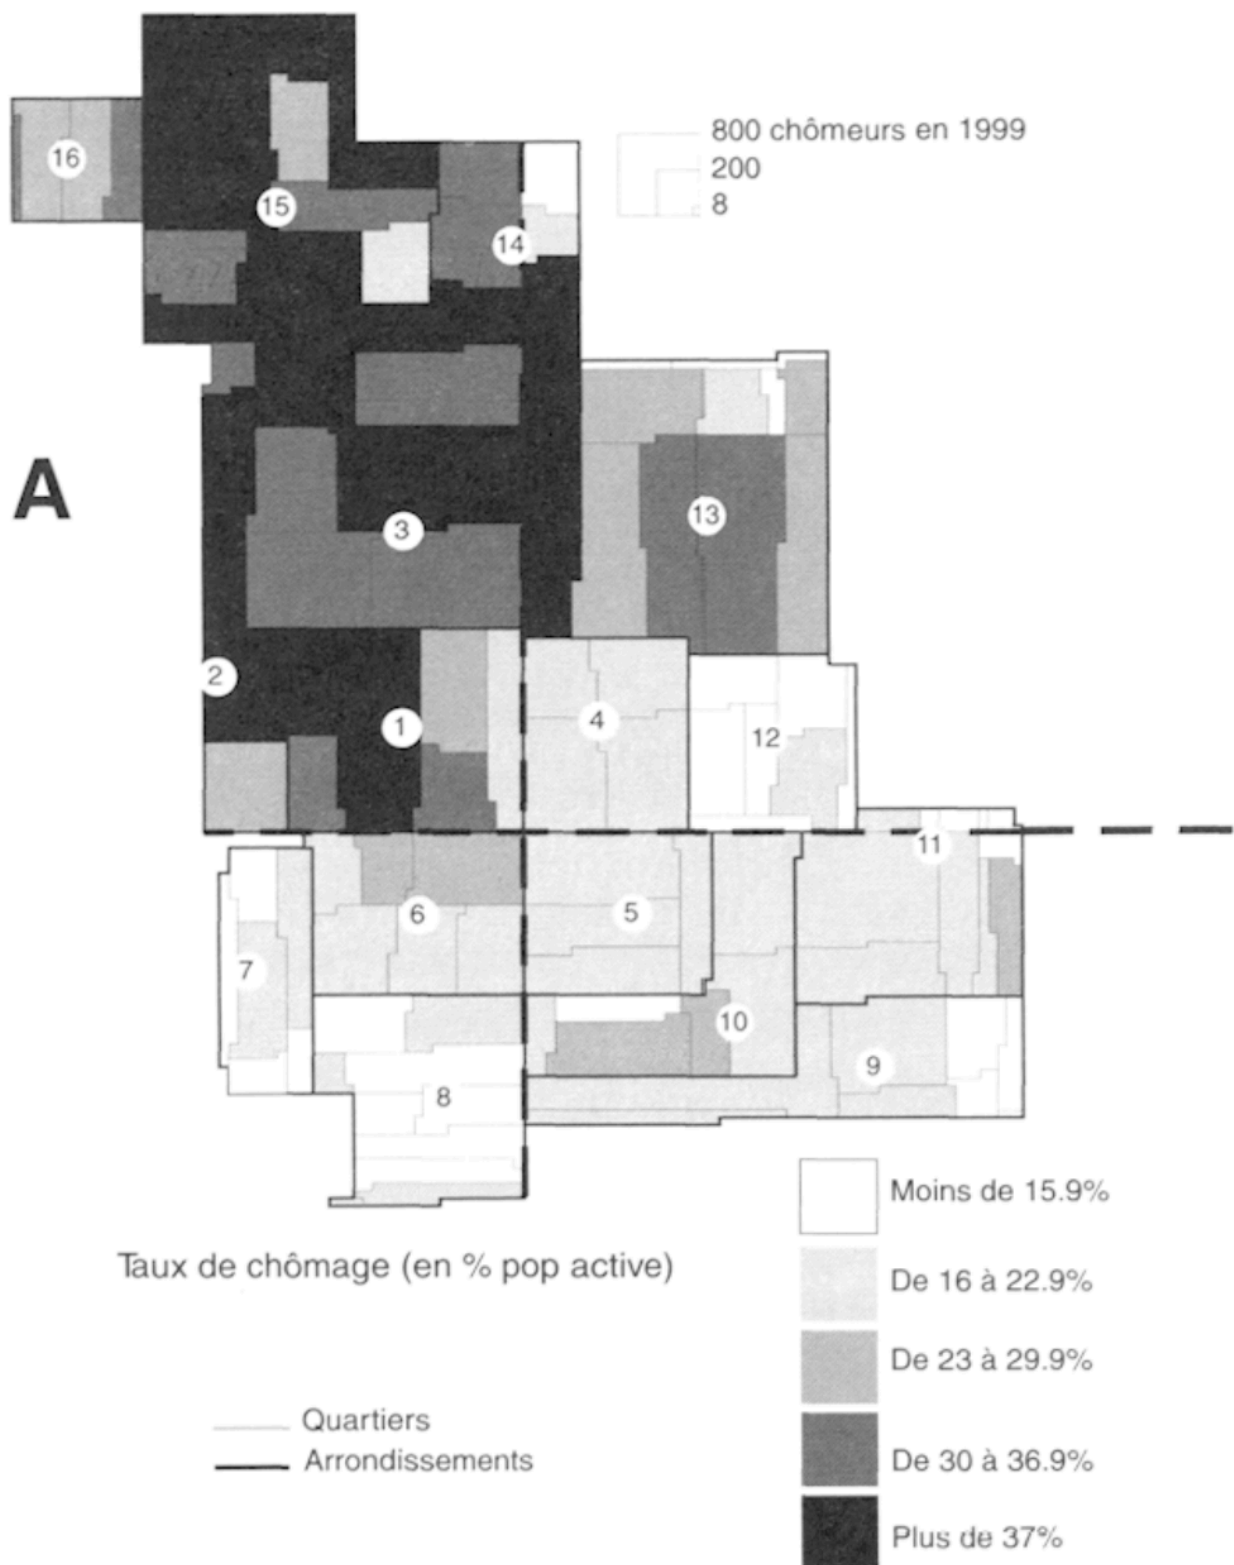 800 chômeurs en 1999
16
200
8
15
14
A
13
3
2
4
1
12
11
6
5
7
10
9
8
Moins de 15.9%
Taux de chômage (en % pop active)
De 16 à 22.9%
De 23 à 29.9%
Quartiers
Arrondissements
De 30 à 36.9%
Plus de 37%